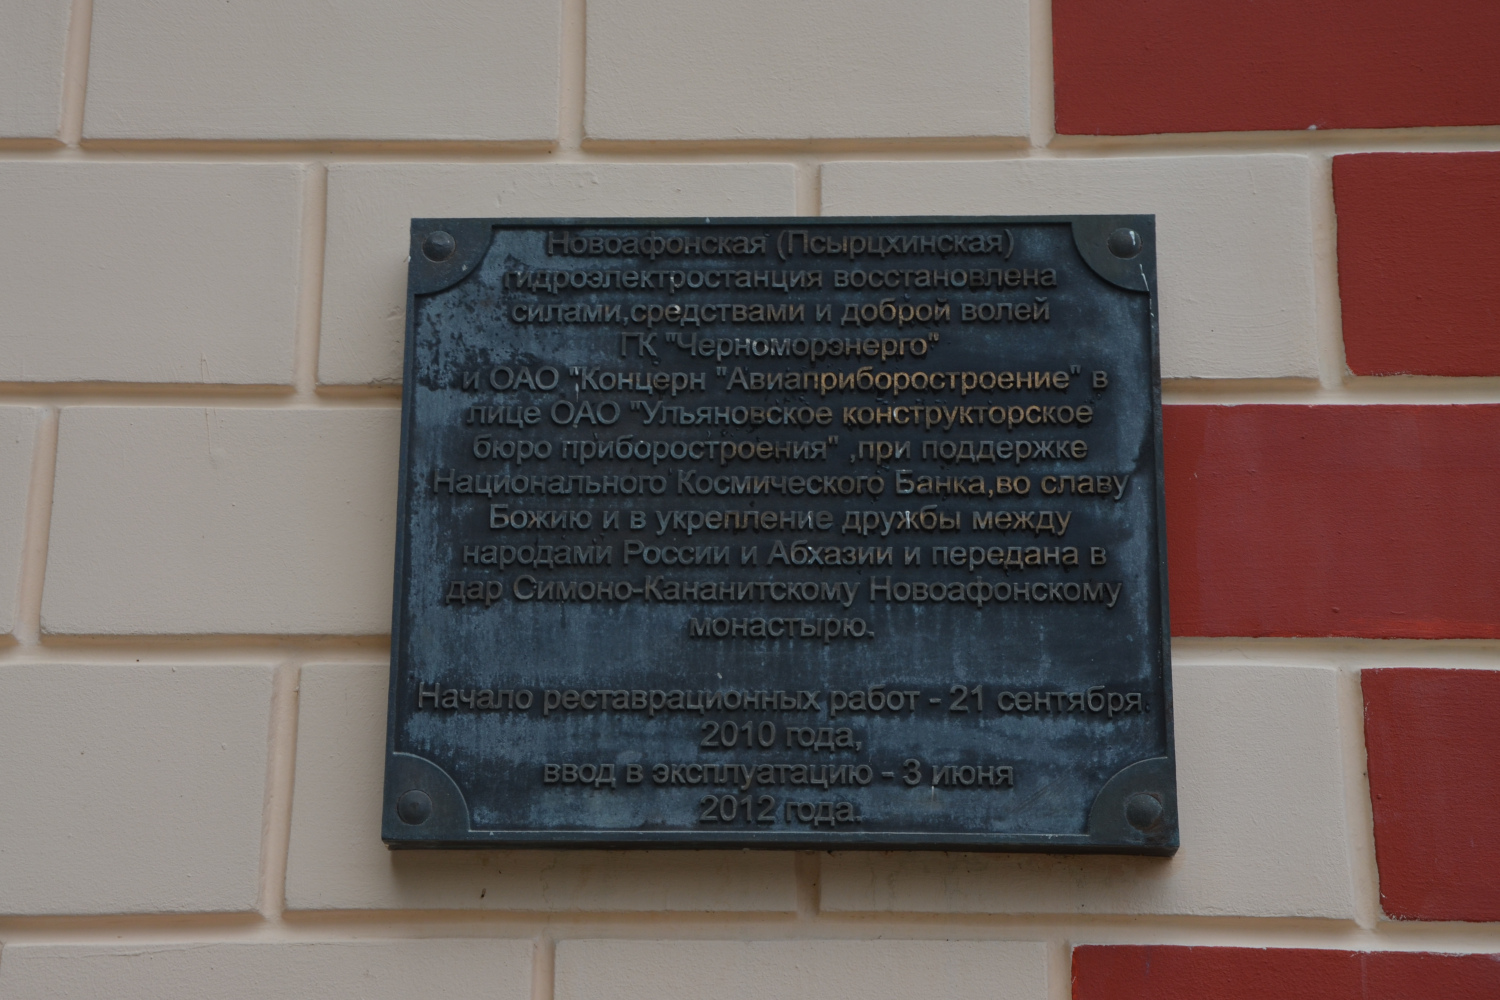 Новоафонская (Псырцхинская)
гидроэлектростанция восстановлена
силами,средствами и доброй волей
ГК "Черноморэнерго"
и ОАО "Концерн "Авиаприборостроение" в
лице ОАО "Ульяновское конструкторское
бюро приборостроения" ,при поддержке
Национального Космического Банка,во славу
Божию и в укрепление дружбы между
народами России и Абхазии и передана в
дар Симоно-Кананитскому Новоафонскому
монастырю.
Начало реставрационных работ - 21 сентября
2010 года,
ввод в эксплуатацию - 3 июня
2012 года.